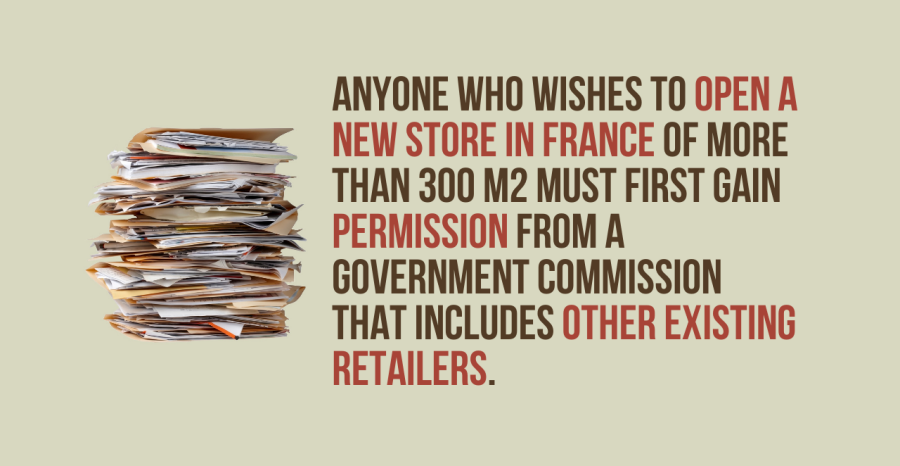 ANYONE WHO WISHES TO OPEN A
NEW STORE IN FRANCE OF MORE
THAN 300 M2 MUST FIRST GAIN
PERMISSION FROM A
GOVERNMENT COMMISSION
THAT INCLUDES OTHER EXISTING
RETAILERS.